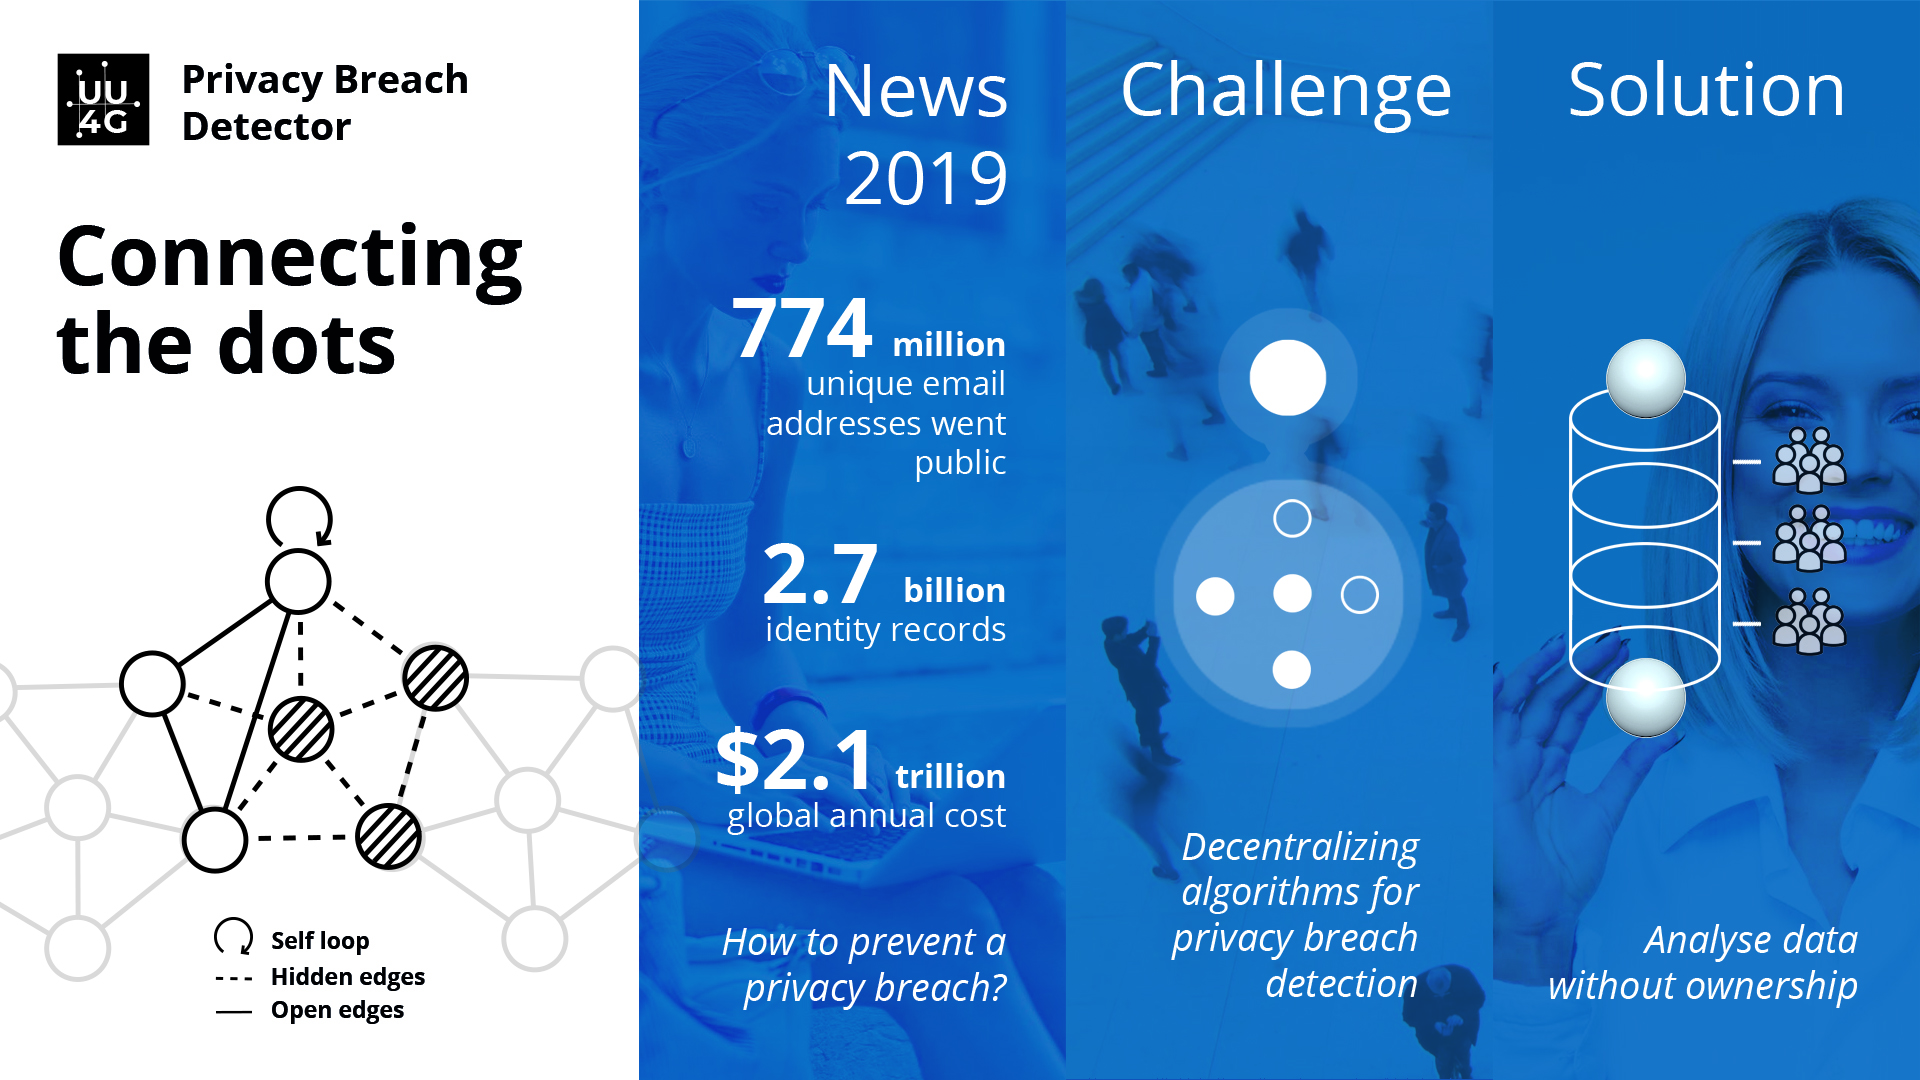 UU
4G
Privacy Breach
Detector
Connecting
the dots
Self loop
Hidden edges
Open edges
News
2019
774 million
unique email
addresses went
public
2.7 billion
identity records
$2.1 trillion
global annual cost
How to prevent a
privacy breach?
Challenge
Decentralizing
algorithms for
privacy breach
detection
Solution
Analyse data
without ownership